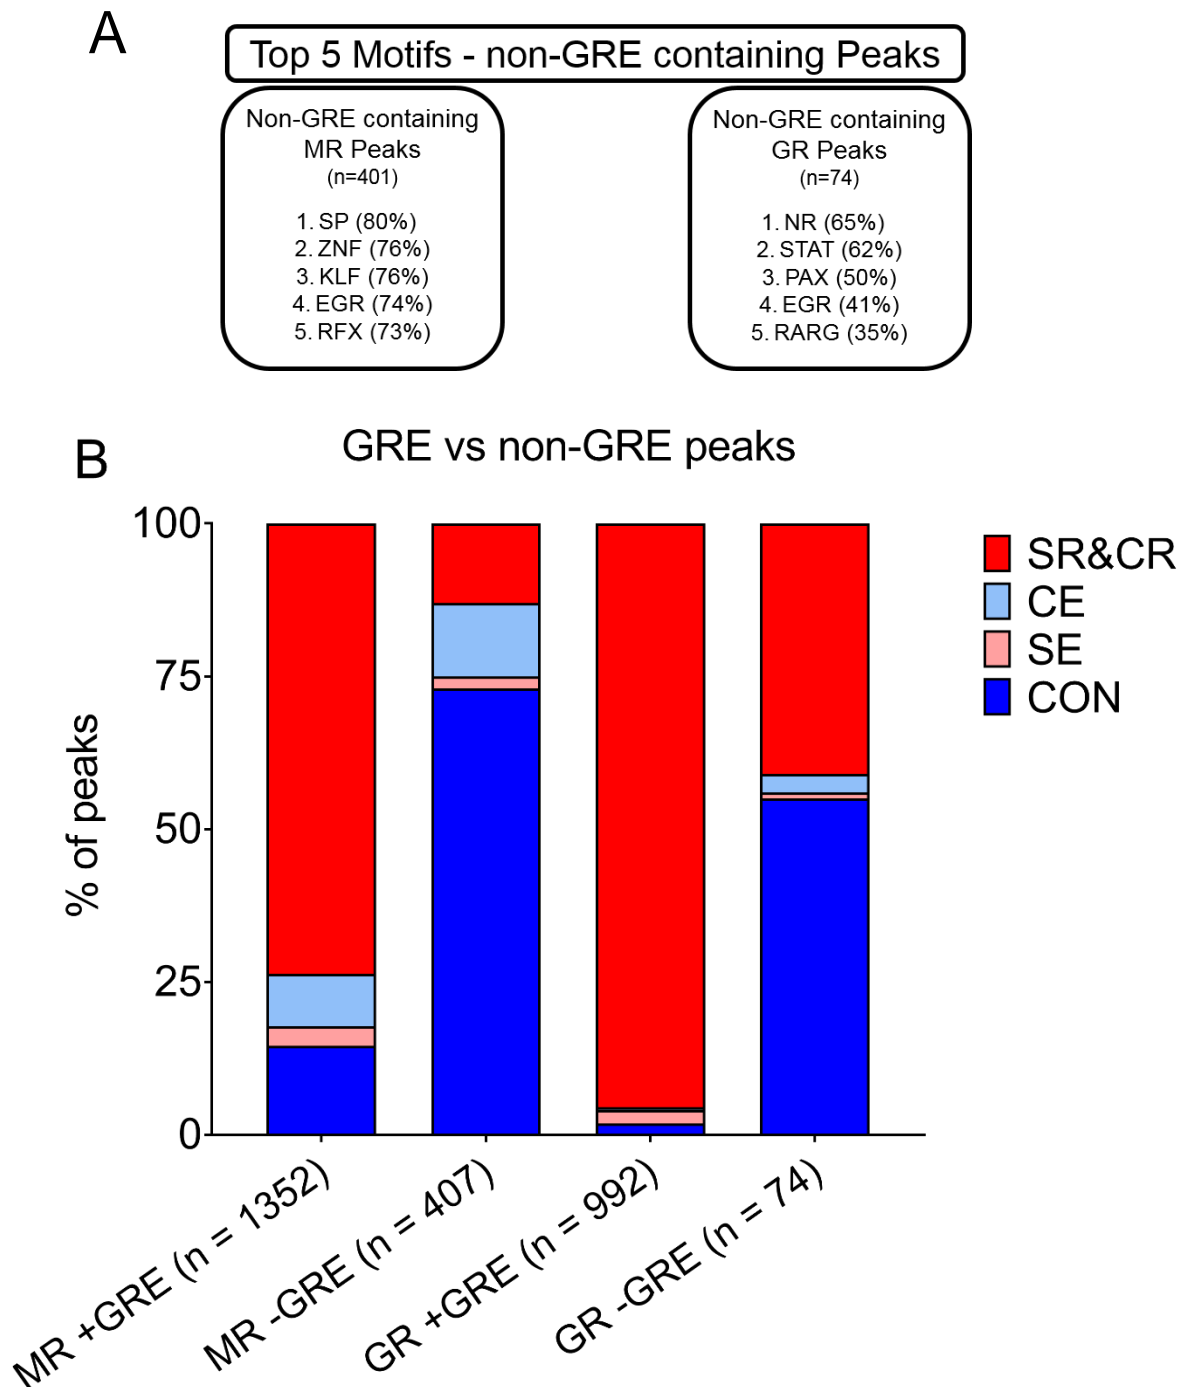 A
Top 5 Motifs - non-GRE containing Peaks
Non-GRE containing
MR Peaks
(n=401)
1. SP (80%)
2. ZNF (76%)
3. KLF (76%)
4. EGR (74%)
5. RFX (73%)
Non-GRE containing
GR Peaks
(n=74)
1. NR (65%)
2. STAT (62%)
3. PAX (50%)
4. EGR (41%)
5. RARG (35%)
B
GRE vs non-GRE peaks
% of peaks
100
75
50
25
0
MR +GRE (n = 1352)
MR -GRE (n = 407)
GR +GRE (n = 992)
GR -GRE (n = 74)
SR&CR
CE
SE
CON